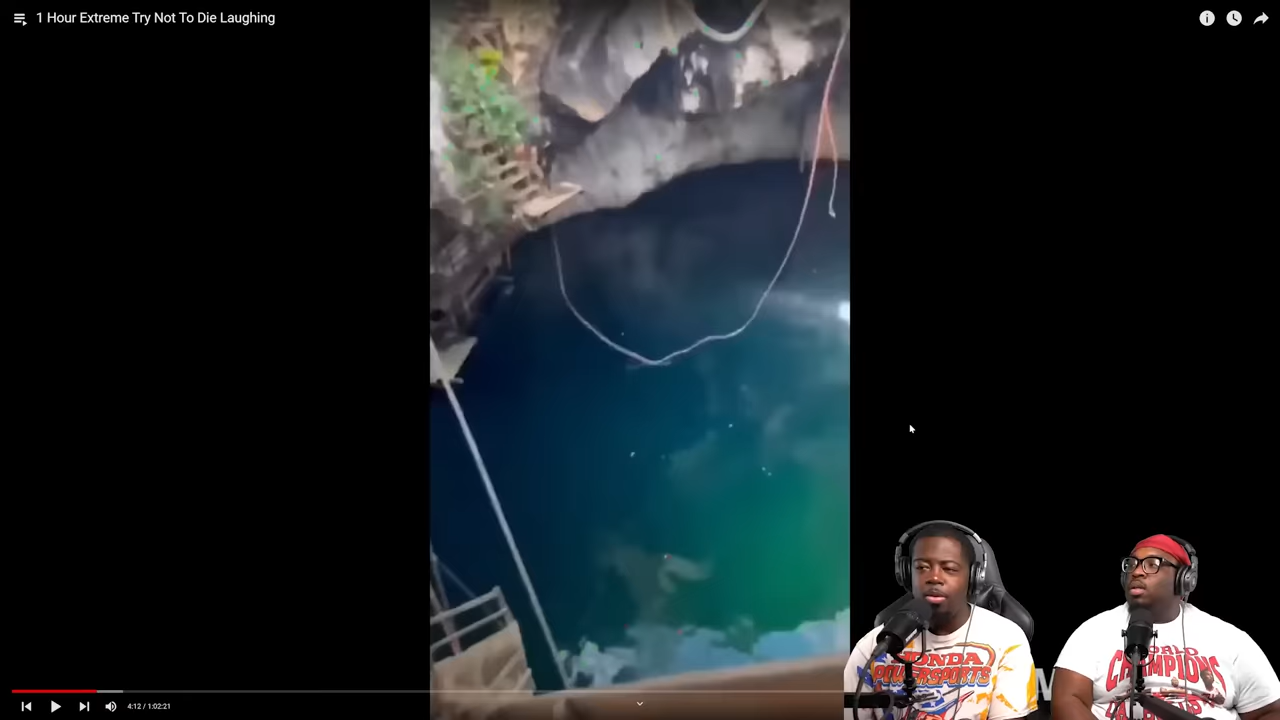 1 Hour Extreme Try Not To Die Laughing
HONDA
POWERSPORTS
CHAMPIONS
4:12 / 1:02:21